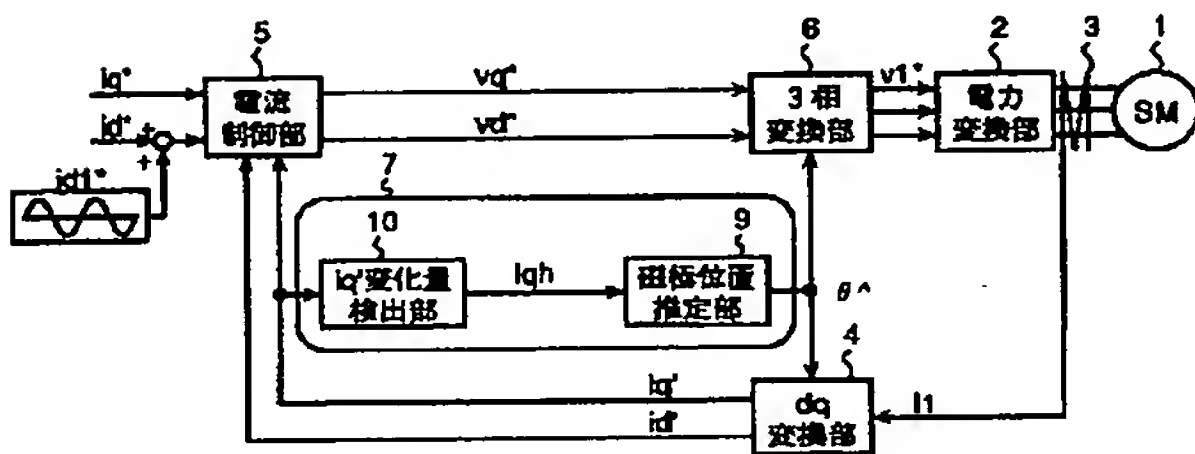 5
6
2
3
1
iq*
id*
+
+
電流
制御部
vq*
vd*
3相
変換部
v1*
電力
変換部
SM
id1*
7
10
iq'変化量
検出部
Iqh
9
磁極位置
推定部
θ^
4
iq'
id'
dq
変換部
I1